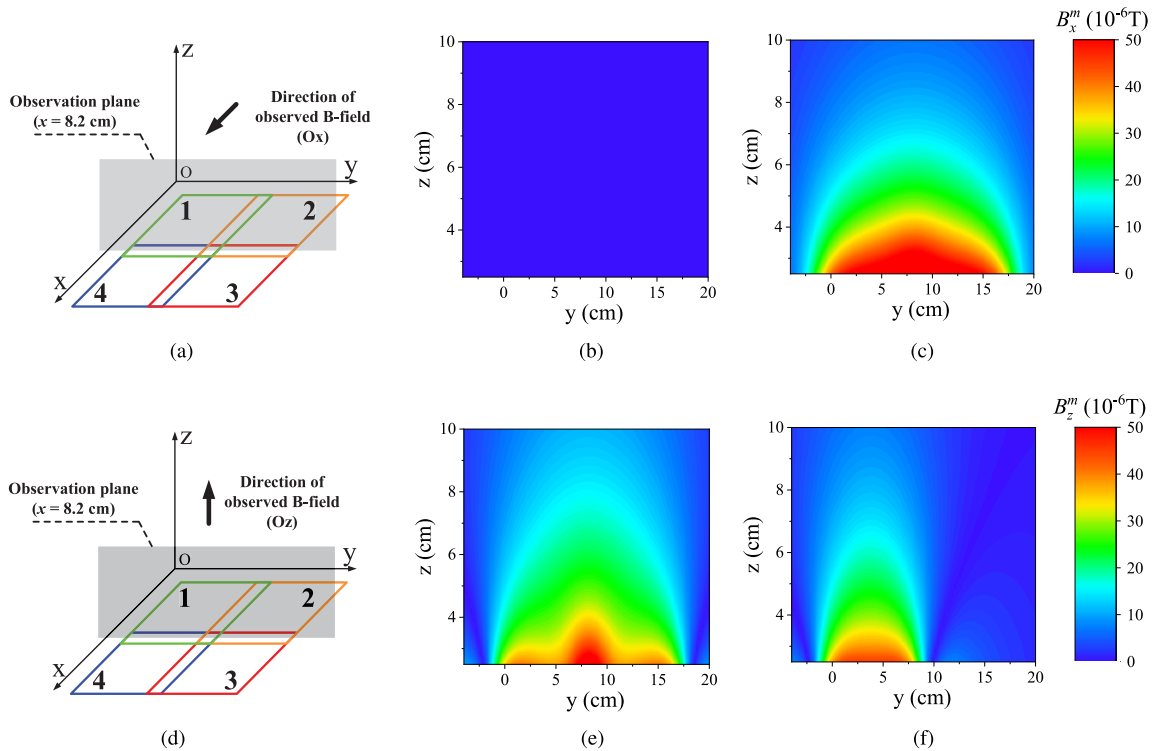 z
Observation plane
(x = 8.2 cm)
Direction of
observed B-field
(Ox)
O
y
1
2
x
4
3
(a)
10
8
6
4
z (cm)
0
5
10
15
20
y (cm)
(b)
10
8
6
4
z (cm)
0
5
10
15
20
y (cm)
(c)
B_x^m (10^-6T)
50
40
30
20
10
0
z
Observation plane
(x = 8.2 cm)
Direction of
observed B-field
(Oz)
O
y
1
2
x
4
3
(d)
10
8
6
4
z (cm)
0
5
10
15
20
y (cm)
(e)
10
8
6
4
z (cm)
0
5
10
15
20
y (cm)
(f)
B_z^m (10^-6T)
50
40
30
20
10
0